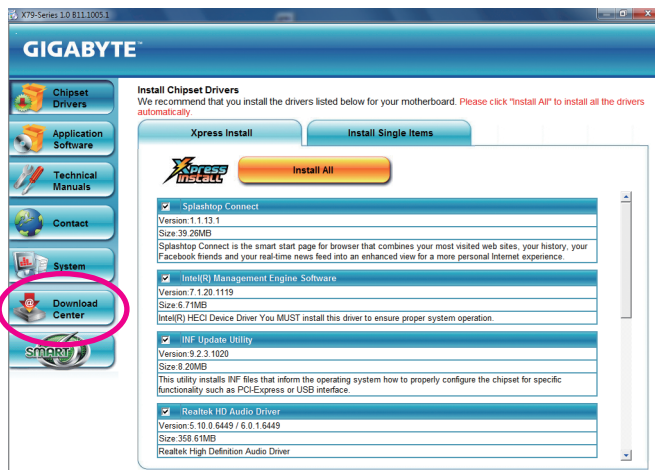 X79-Series 1.0 B11.1005.1
GIGABYTE™
Chipset
Drivers
Application
Software
Technical
Manuals
Contact
System
Download
Center
SMART
Install Chipset Drivers
We recommend that you install the drivers listed below for your motherboard. Please click "Install All" to install all the drivers
automatically.
Xpress Install
Install Single Items
Xpress
INSTALL
Install All
Splashtop Connect
Version:1.1.13.1
Size:39.26MB
Splashtop Connect is the smart start page for browser that combines your most visited web sites, your history, your
Facebook friends and your real-time news feed into an enhanced view for a more personal Internet experience.
Intel(R) Management Engine Software
Version:7.1.20.1119
Size:6.71MB
Intel(R) HECI Device Driver You MUST install this driver to ensure proper system operation.
INF Update Utility
Version:9.2.3.1020
Size:8.20MB
This utility installs INF files that inform the operating system how to properly configure the chipset for specific
functionality such as PCI-Express or USB interface.
Realtek HD Audio Driver
Version:5.10.0.6449 / 6.0.1.6449
Size:358.61MB
Realtek High Definition Audio Driver